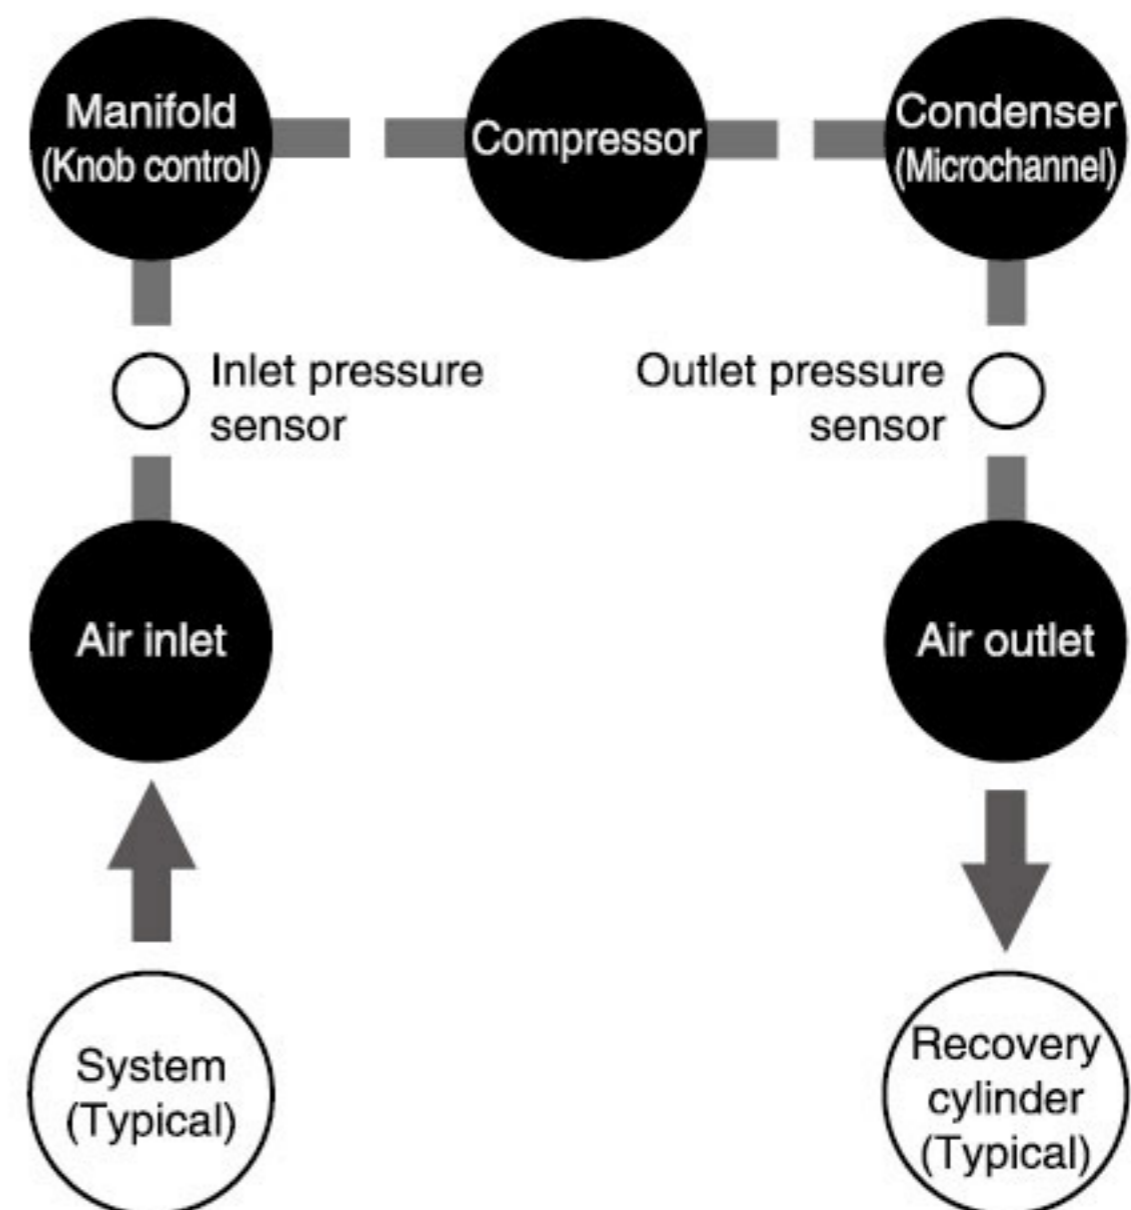 Manifold
(Knob control)
Compressor
Condenser
(Microchannel)
Inlet pressure
sensor
Outlet pressure
sensor
Air inlet
Air outlet
System
(Typical)
Recovery
cylinder
(Typical)